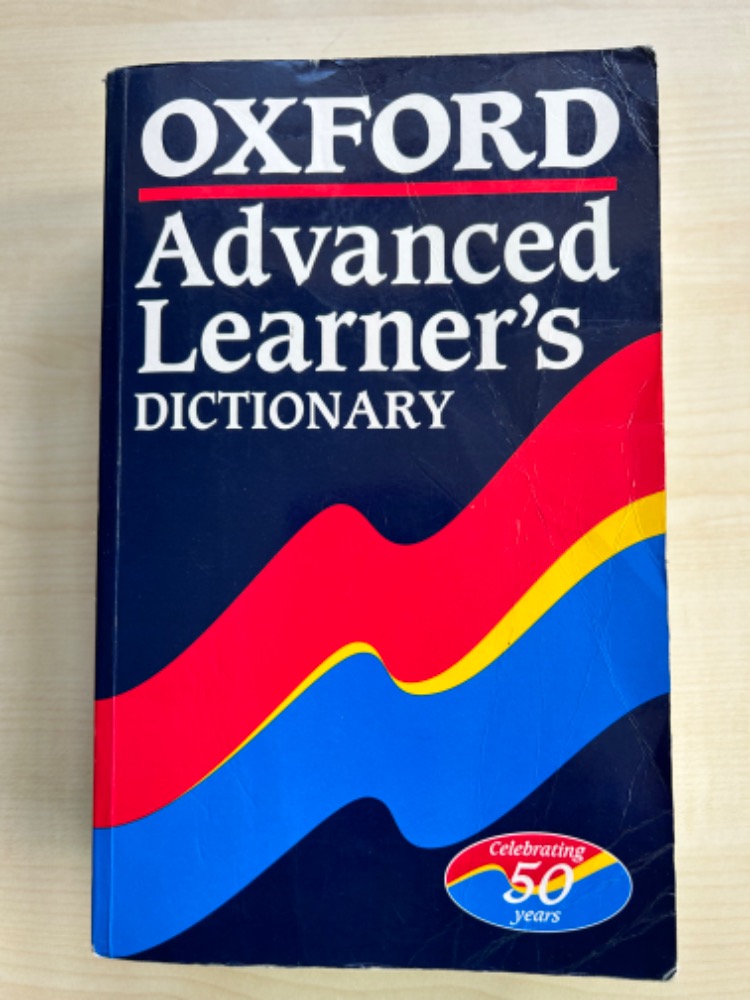 OXFORD
Advanced
Learner's
DICTIONARY
Celebrating
50
years